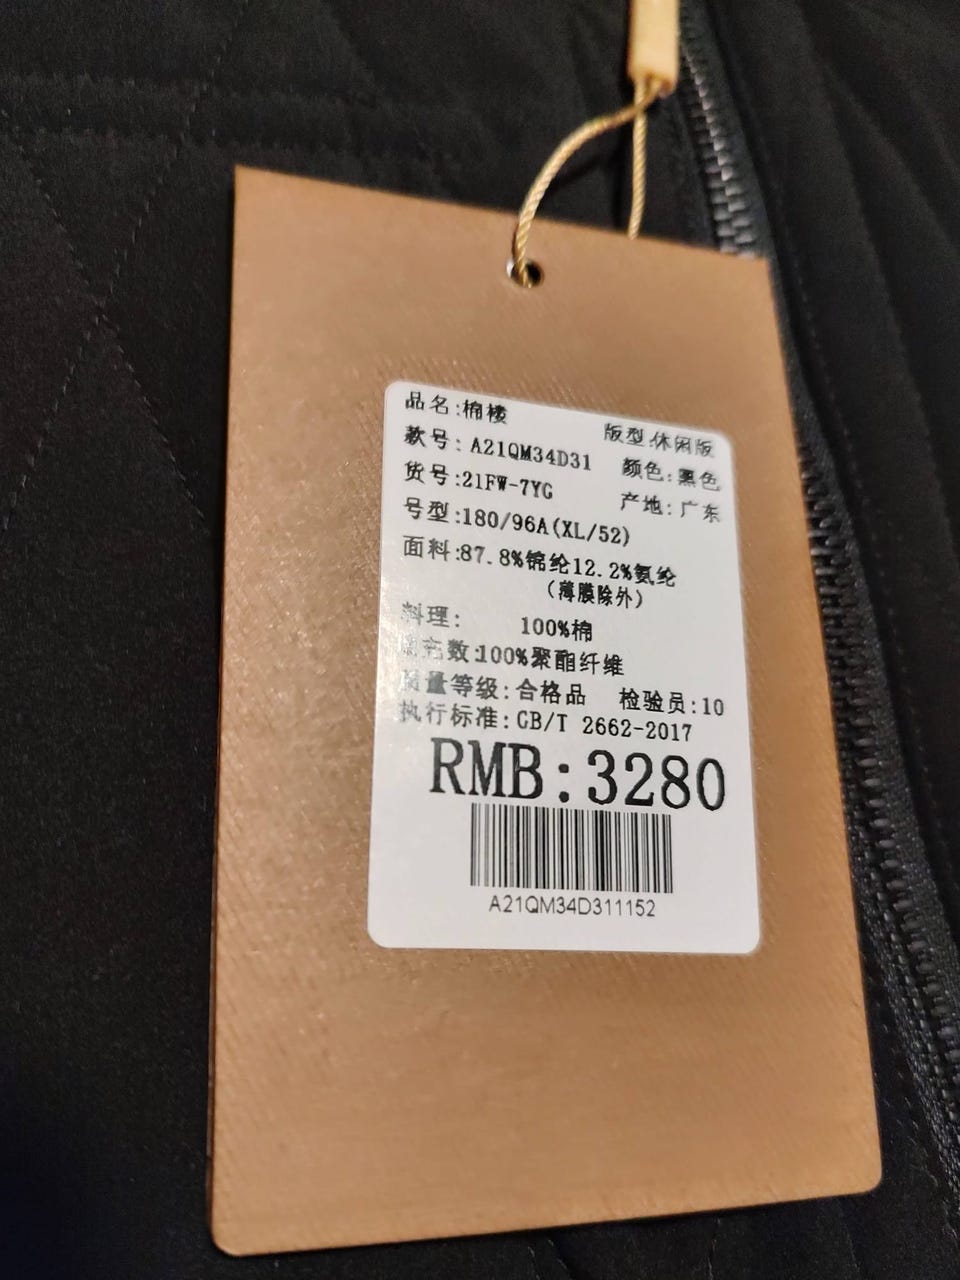 品名:棉褛
版型:休闲版
款号: A21QM34D31
颜色:黑色
货号:21FW-7YG
产地: 广东
号型:180/96A(XL/52)
面料:87.8%锦纶12.2%氨纶
(薄膜除外)
料理: 100%棉
充数:100%聚酯纤维
质量等级:合格品 检验员:10
执行标准:GB/T 2662-2017
RMB:3280
A21QM34D311152